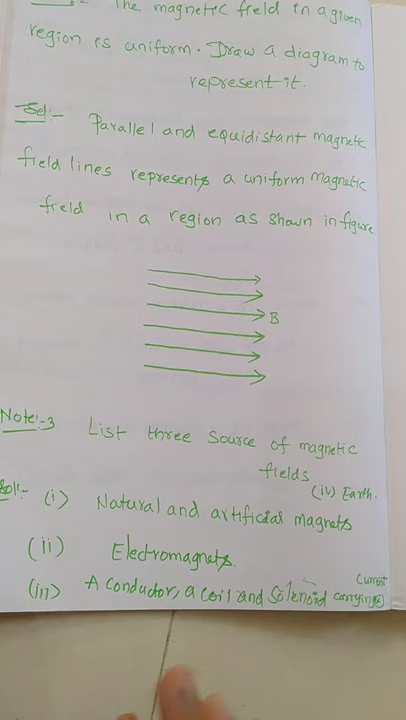 The magnetic field in a given
region is uniform. Draw a diagram to
represent it.
Sol:- Parallel and equidistant magnetic
field lines represents a uniform magnetic
field in a region as shown in figure
B
Note:-3 List three source of magnetic
fields
(iv) Earth.
Sol:- (i) Natural and artificial magnets
(ii) Electromagnets.
(iii) A conductor, a coil and solenoid carrying
current